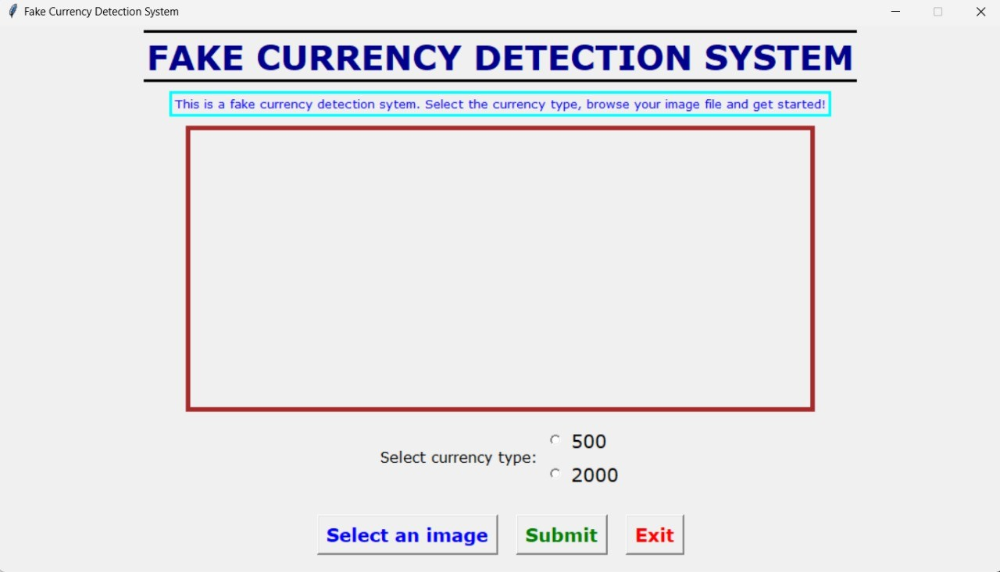 Fake Currency Detection System
FAKE CURRENCY DETECTION SYSTEM
This is a fake currency detection sytem. Select the currency type, browse your image file and get started!
Select currency type:
500
2000
Select an image
Submit
Exit